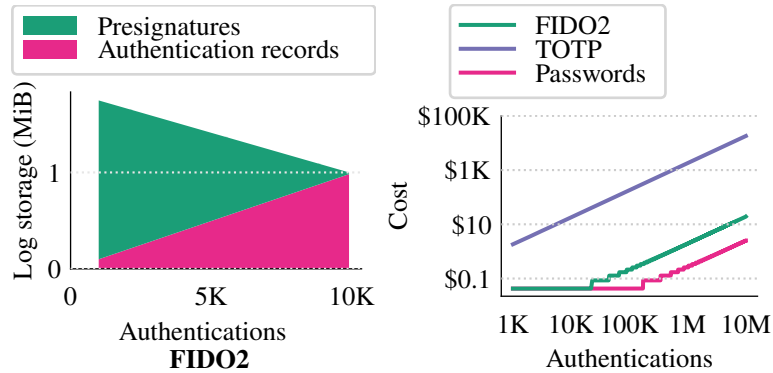 Presignatures
Authentication records
Log storage (MiB)
1
0
0
5K
10K
Authentications
FIDO2
FIDO2
TOTP
Passwords
Cost
$100K
$1K
$10
$0.1
1K
10K
100K
1M
10M
Authentications